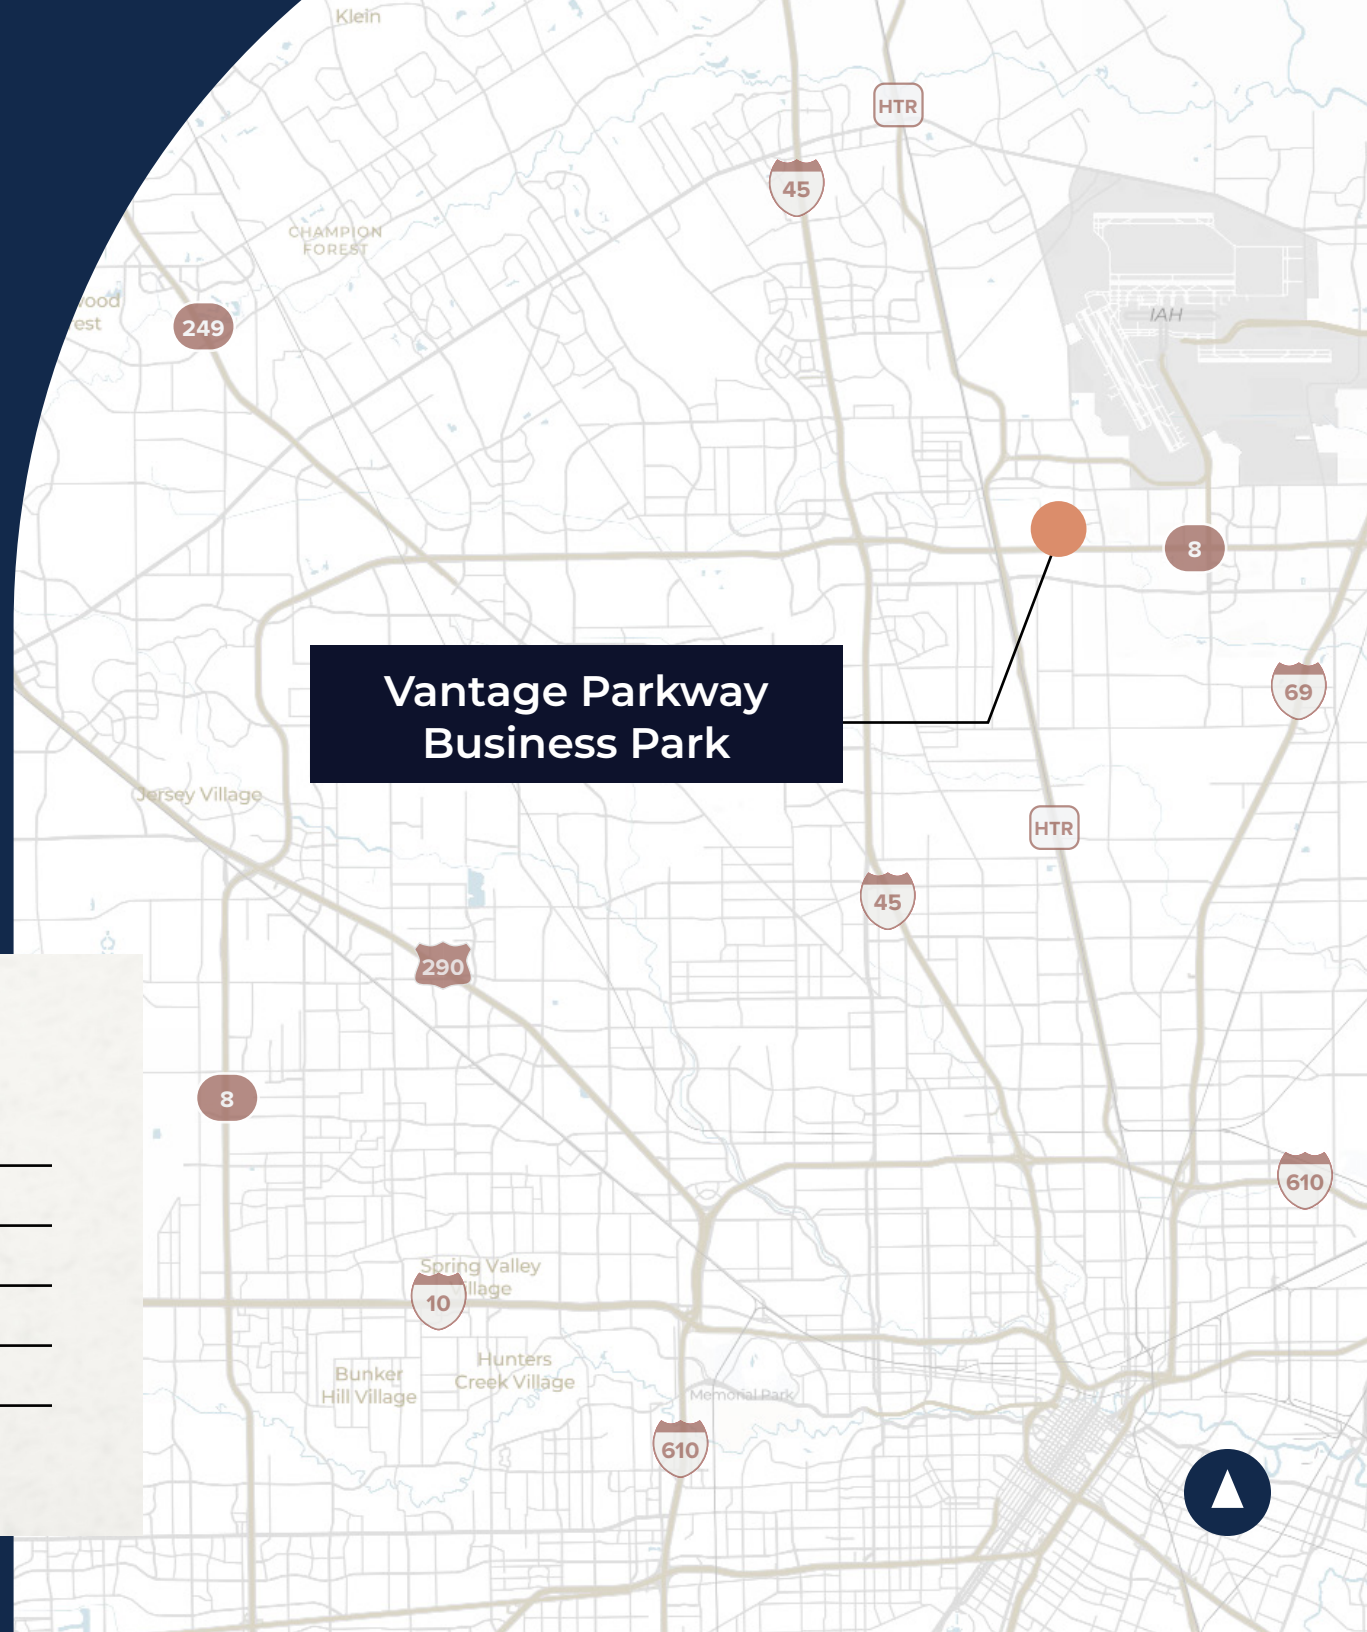 Klein
HTR
45
CHAMPION
FOREST
IAH
249
8
Vantage Parkway
Business Park
69
Jersey Village
HTR
45
290
8
610
Spring Valley
Village
10
Hunters
Creek Village
Bunker
Hill Village
Memorial Park
610